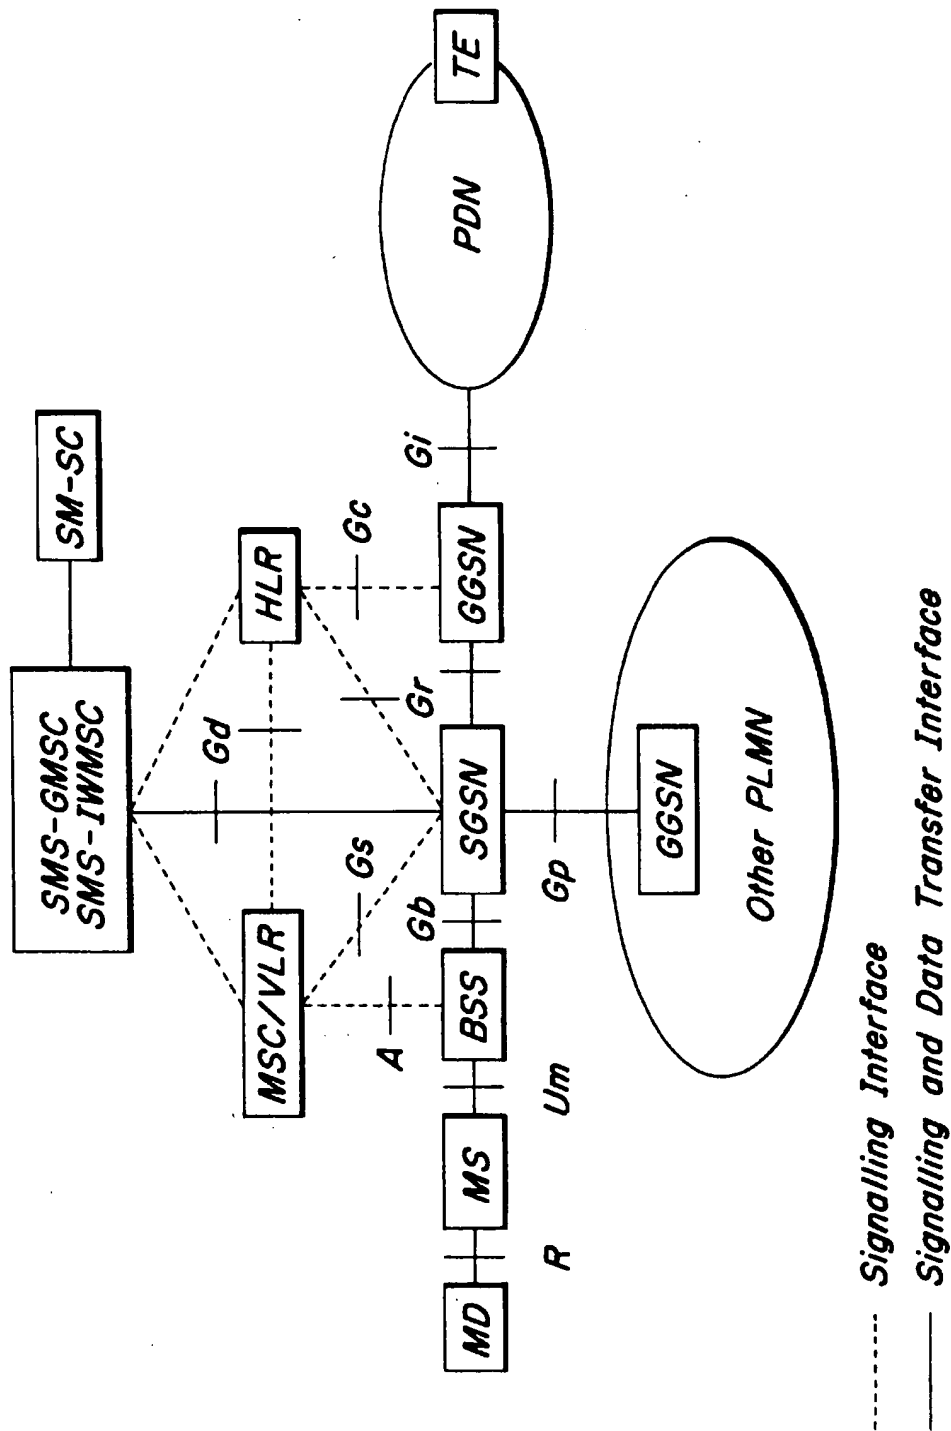 SMS-GMSC
SMS-IWMSC
SM-SC
Gd
MSC/VLR
HLR
Gs
Gr
Gc
A
Gb
Gi
MD
MS
BSS
SGSN
GGSN
PDN
TE
R
Um
Gp
GGSN
Other PLMN
Signalling Interface
Signalling and Data Transfer Interface